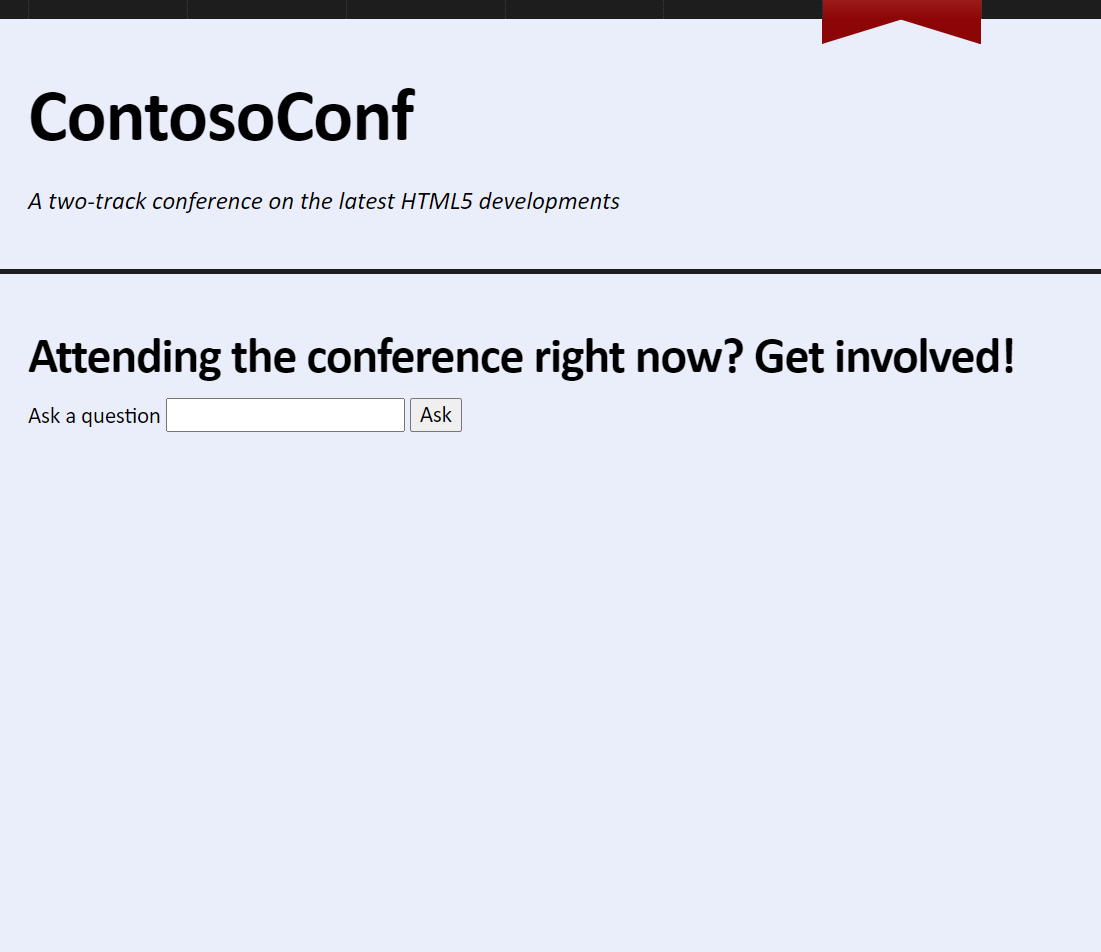 ContosoConf
A two-track conference on the latest HTML5 developments
Attending the conference right now? Get involved!
Ask a question Ask